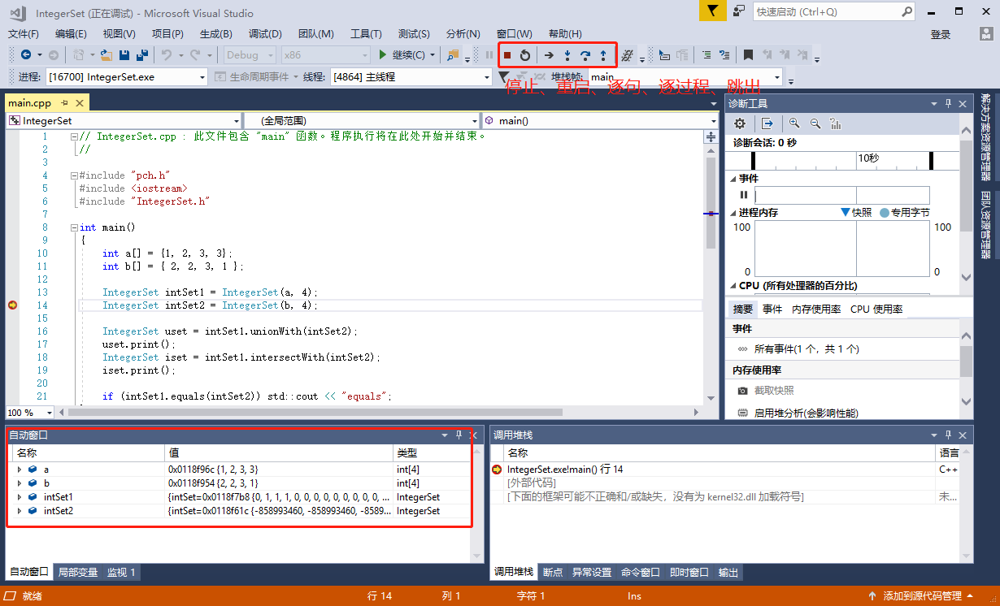 IntegerSet (正在调试) - Microsoft Visual Studio
快速启动 (Ctrl+Q)
文件(F) 编辑(E) 视图(V) 项目(P) 生成(B) 调试(D) 团队(M) 工具(T) 测试(S) 分析(N) 窗口(W) 帮助(H) 登录
Debug x86 继续(C)
进程: [16700] IntegerSet.exe 生命周期事件 线程: [4864] 主线程 堆栈帧: main
停止、重启、逐句、逐过程、跳出
main.cpp
IntegerSet (全局范围) main()
1 // IntegerSet.cpp : 此文件包含 "main" 函数。程序执行将在此处开始并结束。
2 //
3
4 #include "pch.h"
5 #include <iostream>
6 #include "IntegerSet.h"
7
8 int main()
9 {
10 int a[] = {1, 2, 3, 3};
11 int b[] = { 2, 2, 3, 1 };
12
13 IntegerSet intSet1 = IntegerSet(a, 4);
14 IntegerSet intSet2 = IntegerSet(b, 4);
15
16 IntegerSet uset = intSet1.unionWith(intSet2);
17 uset.print();
18 IntegerSet iset = intSet1.intersectWith(intSet2);
19 iset.print();
20
21 if (intSet1.equals(intSet2)) std::cout << "equals";
100 %
诊断工具
诊断会话: 0 秒
10秒
事件
进程内存 快照 专用字节
100 100
0 0
CPU (所有处理器的百分比)
摘要 事件 内存使用率 CPU 使用率
事件
所有事件(1 个，共 1 个)
内存使用率
截取快照
启用堆分析(会影响性能)
解决方案资源管理器
团队资源管理器
自动窗口
名称 值 类型
a 0x0118f96c {1, 2, 3, 3} int[4]
b 0x0118f954 {2, 2, 3, 1} int[4]
intSet1 {intSet=0x0118f7b8 {0, 1, 1, 1, 0, 0, 0, 0, 0, 0, 0, 0, 0, ... IntegerSet
intSet2 {intSet=0x0118f61c {-858993460, -858993460, -8589... IntegerSet
自动窗口 局部变量 监视 1
调用堆栈
名称 语言
IntegerSet.exe!main() 行 14 C++
[外部代码]
[下面的框架可能不正确和/或缺失，没有为 kernel32.dll 加载符号] 未...
调用堆栈 断点 异常设置 命令窗口 即时窗口 输出
就绪 行 14 列 1 字符 1 Ins 添加到源代码管理